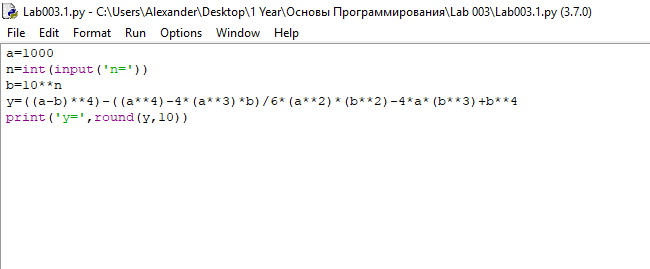 Lab003.1.py - C:\Users\Alexander\Desktop\1 Year\Основы Программирования\Lab 003\Lab003.1.py (3.7.0)
File Edit Format Run Options Window Help
a=1000
n=int(input('n='))
b=10**n
y=((a-b)**4)-((a**4)-4*(a**3)*b)/6*(a**2)*(b**2)-4*a*(b**3)+b**4
print('y=',round(y,10))